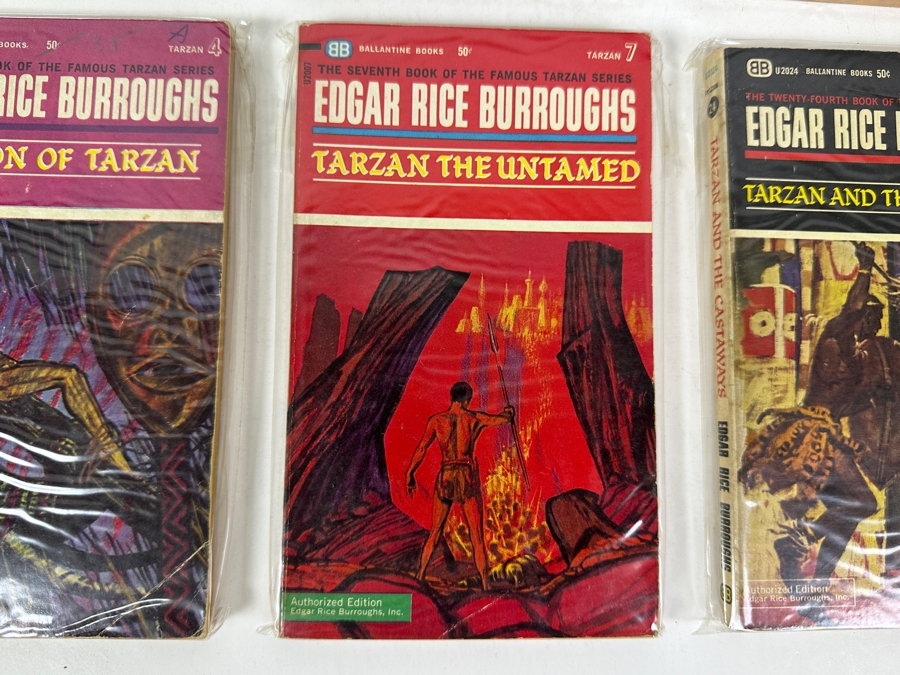 BOOKS. 50¢
TARZAN 4
OK OF THE FAMOUS TARZAN SERIES
RICE BURROUGHS
ON OF TARZAN
BB BALLANTINE BOOKS 50¢
TARZAN 7
THE SEVENTH BOOK OF THE FAMOUS TARZAN SERIES
EDGAR RICE BURROUGHS
TARZAN THE UNTAMED
Authorized Edition
Edgar Rice Burroughs, Inc.
24
TARZAN AND THE CASTAWAYS
EDGAR RICE BURROUGHS
BB
BB U2024 BALLANTINE BOOKS 50¢
THE TWENTY-FOURTH BOOK OF
EDGAR RICE
TARZAN AND TH
Authorized Edition
Edgar Rice Burroughs, Inc.